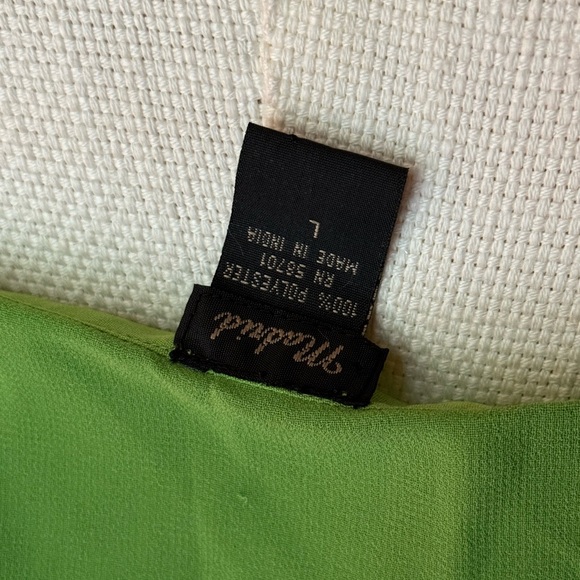 Madrid
100% POLYESTER
RN 56701
MADE IN INDIA
L